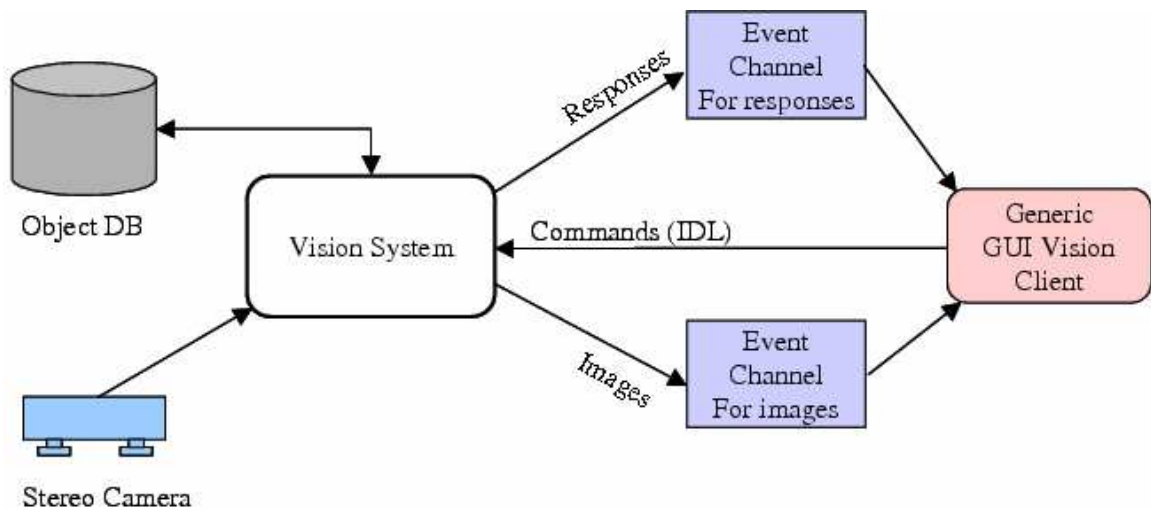 Event
Channel
For responses
Responses
Object DB
Vision System
Commands (IDL)
Generic
GUI Vision
Client
Images
Event
Channel
For images
Stereo Camera